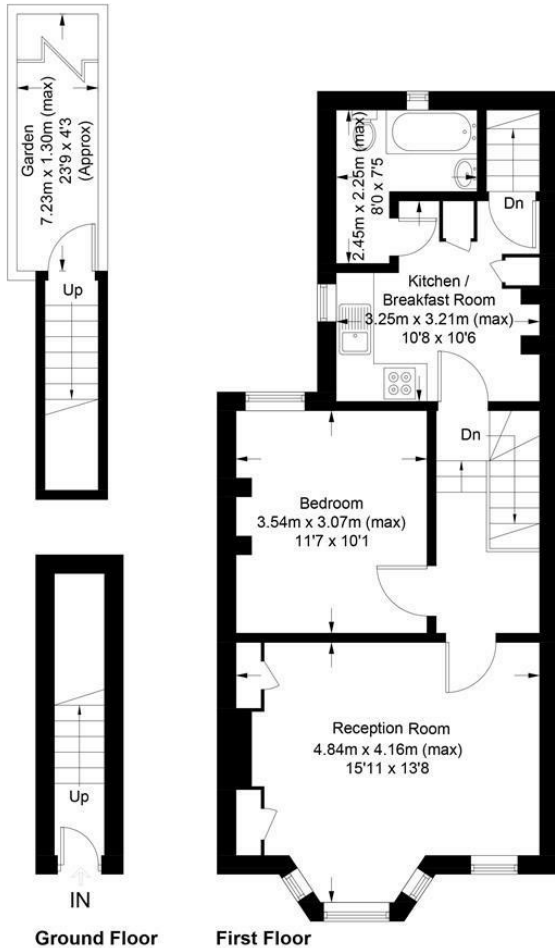 Garden
7.23m x 1.30m (max)
23'9 x 4'3
(Approx)
Up
Up
IN
Ground Floor
2.45m x 2.25m (max)
8'0 x 7'5
Dn
Kitchen /
Breakfast Room
3.25m x 3.21m (max)
10'8 x 10'6
Dn
Bedroom
3.54m x 3.07m (max)
11'7 x 10'1
Reception Room
4.84m x 4.16m (max)
15'11 x 13'8
First Floor